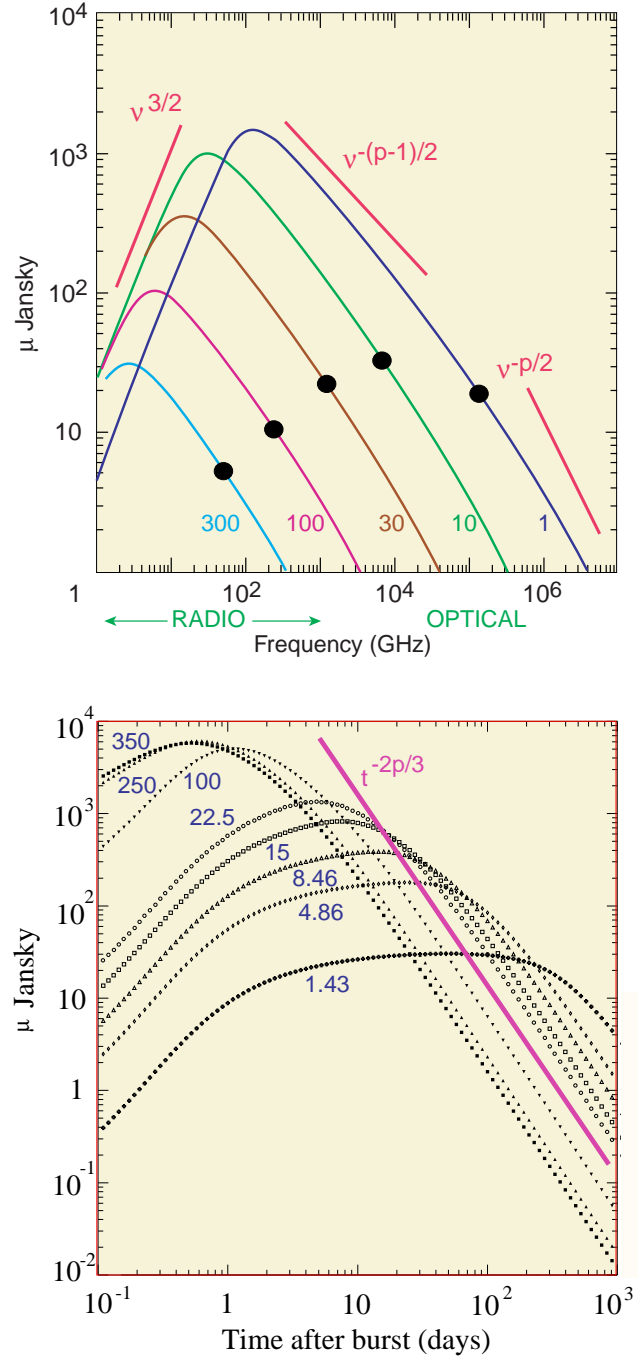 10^4
10^3
10^2
10
μ Jansky
ν^3/2
ν^-(p-1)/2
ν^-p/2
300 100 30 10 1
1 10^2 10^4 10^6
RADIO OPTICAL
Frequency (GHz)
10^4
10^3
10^2
10
1
10^-1
10^-2
μ Jansky
350
250
100
22.5
15
8.46
4.86
1.43
t^-2p/3
10^-1 1 10 10^2 10^3
Time after burst (days)